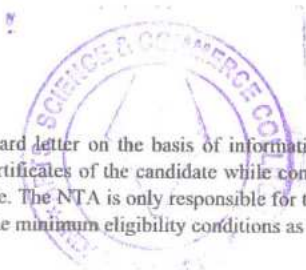 SCIENCE & COMMERCE COLL
ard letter on the basis of informati
rtificates of the candidate while con
e. The NTA is only responsible for t
e minimum eligibility conditions as